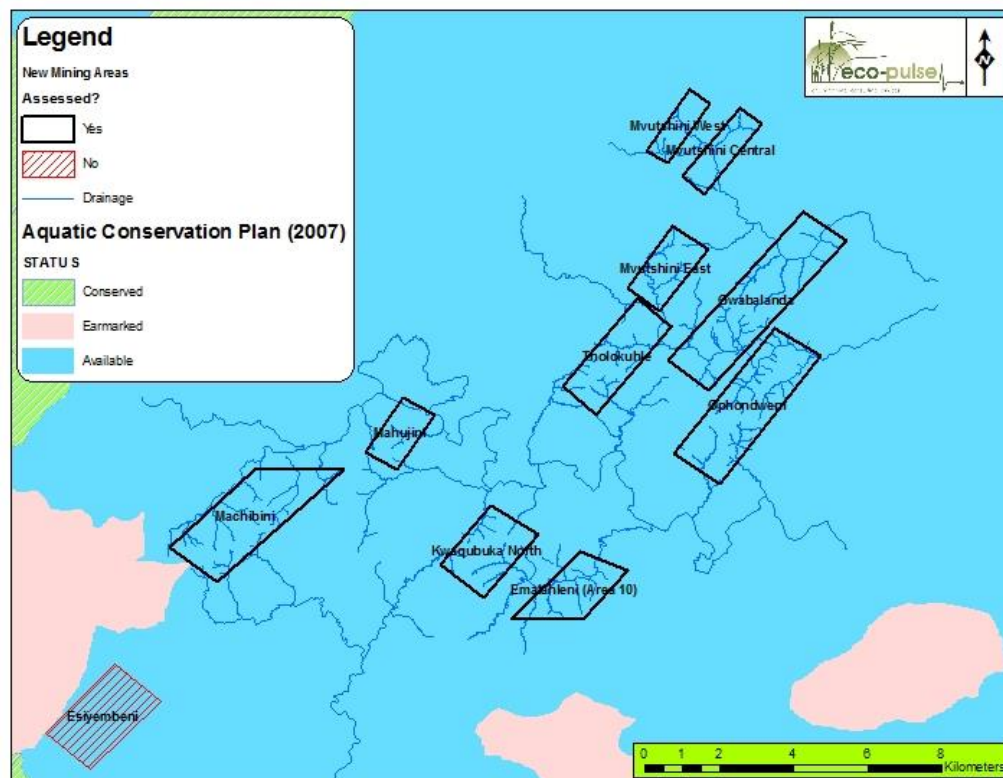 Legend
New Mining Areas
Assessed?
Yes
No
Drainage
Aquatic Conservation Plan (2007)
STATUS
Conserved
Earmarked
Available
eco-pulse
N
Mvutshini West
Mvutshini Central
Mvutshini East
Gwabalanda
Tholokuhle
Ophondweni
Mahujini
Machibini
Kwaqubuka North
Emalahleni (Area 10)
Esiyembeni
0 1 2 4 6 8
Kilometers